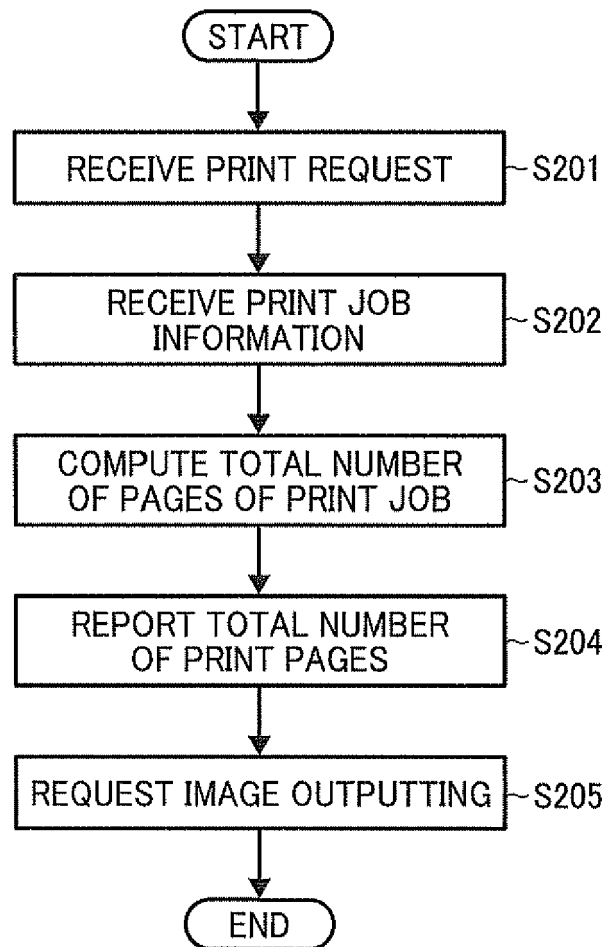 START
RECEIVE PRINT REQUEST
S201
RECEIVE PRINT JOB
INFORMATION
S202
COMPUTE TOTAL NUMBER
OF PAGES OF PRINT JOB
S203
REPORT TOTAL NUMBER
OF PRINT PAGES
S204
REQUEST IMAGE OUTPUTTING
S205
END